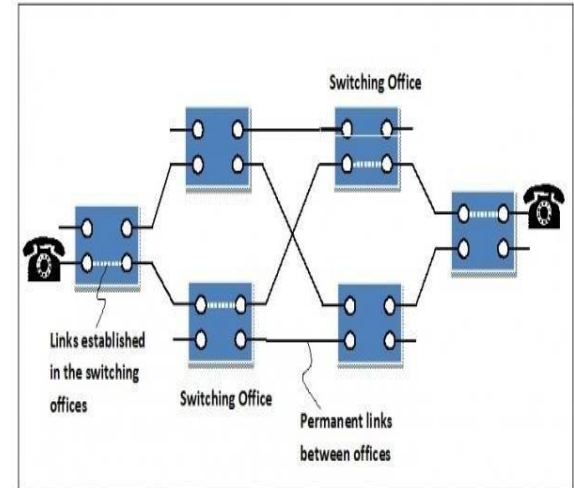 Switching Office
Links established
in the switching
offices
Switching Office
Permanent links
between offices